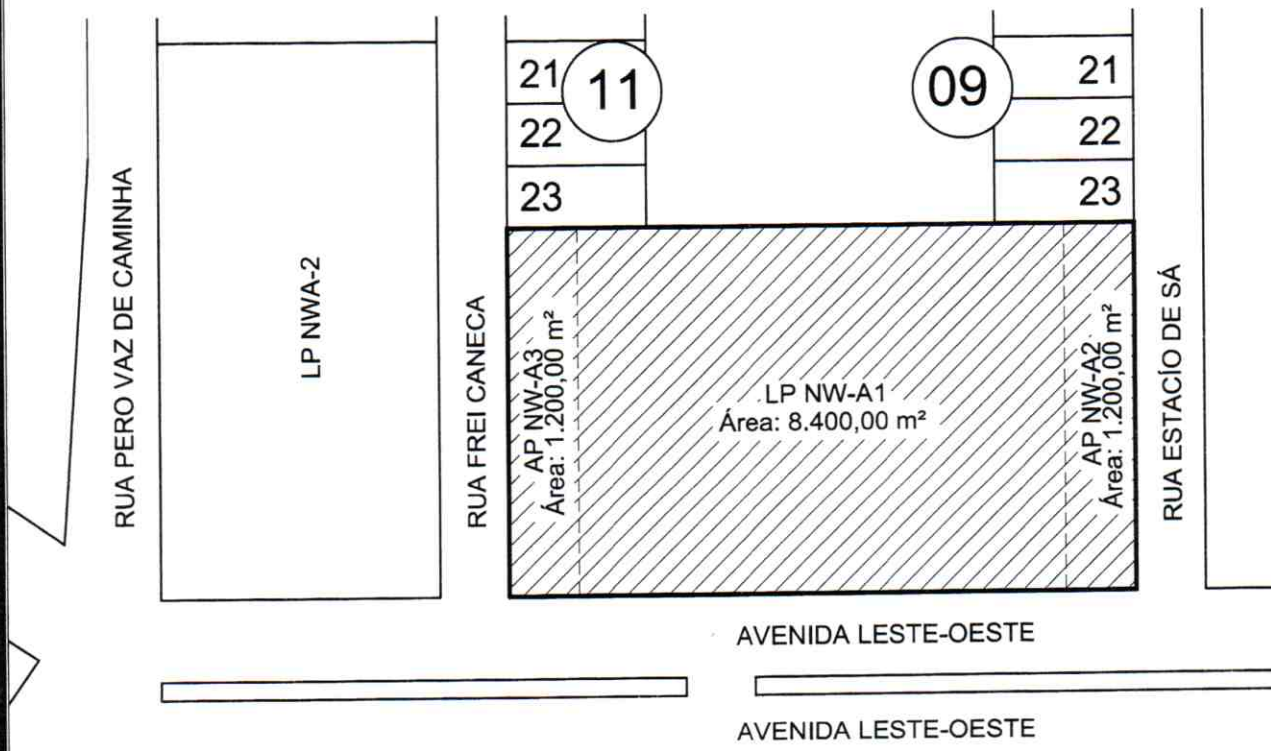 21
22
23
11
09
21
22
23
RUA PERO VAZ DE CAMINHA
LP NWA-2
RUA FREI CANECA
AP NW-A3
Área: 1.200,00 m²
LP NW-A1
Área: 8.400,00 m²
AP NW-A2
Área: 1.200,00 m²
RUA ESTACÍO DE SÁ
AVENIDA LESTE-OESTE
AVENIDA LESTE-OESTE